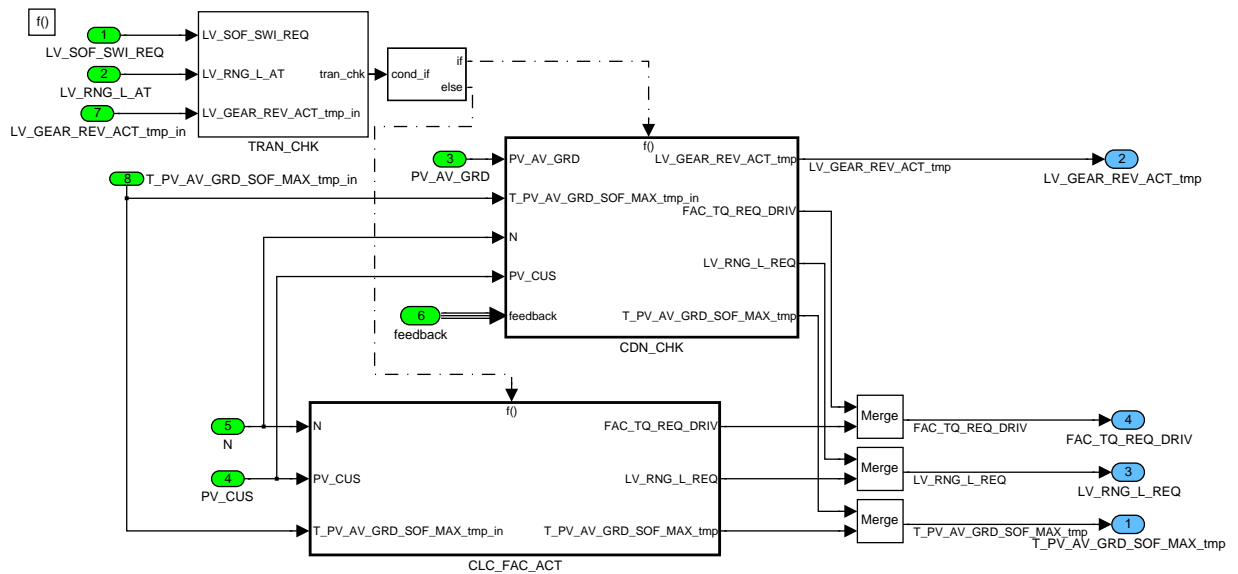 f()
1
LV_SOF_SWI_REQ
2
LV_RNG_L_AT
7
LV_GEAR_REV_ACT_tmp_in
LV_SOF_SWI_REQ
LV_RNG_L_AT
LV_GEAR_REV_ACT_tmp_in
tran_chk
TRAN_CHK
cond_if
if
else
8
T_PV_AV_GRD_SOF_MAX_tmp_in
3
PV_AV_GRD
6
feedback
f()
PV_AV_GRD
T_PV_AV_GRD_SOF_MAX_tmp_in
N
PV_CUS
feedback
LV_GEAR_REV_ACT_tmp
FAC_TQ_REQ_DRIV
LV_RNG_L_REQ
T_PV_AV_GRD_SOF_MAX_tmp
CDN_CHK
LV_GEAR_REV_ACT_tmp
2
LV_GEAR_REV_ACT_tmp
5
N
4
PV_CUS
f()
N
PV_CUS
T_PV_AV_GRD_SOF_MAX_tmp_in
FAC_TQ_REQ_DRIV
LV_RNG_L_REQ
T_PV_AV_GRD_SOF_MAX_tmp
CLC_FAC_ACT
Merge
FAC_TQ_REQ_DRIV
4
FAC_TQ_REQ_DRIV
Merge
LV_RNG_L_REQ
3
LV_RNG_L_REQ
Merge
T_PV_AV_GRD_SOF_MAX_tmp
1
T_PV_AV_GRD_SOF_MAX_tmp